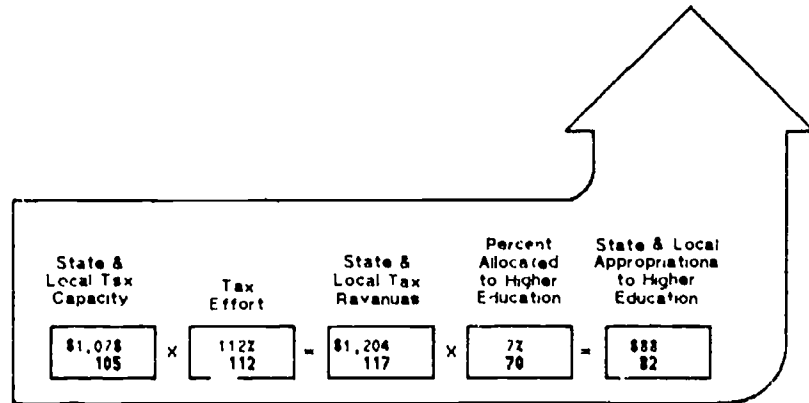 State &
Local Tax
Capacity
Tax
Effort
State &
Local Tax
Revenues
Percent
Allocated
to Higher
Education
State & Local
Appropriations
to Higher
Education
$1,078
105
X
112%
112
=
$1,204
117
X
7%
70
=
$88
82